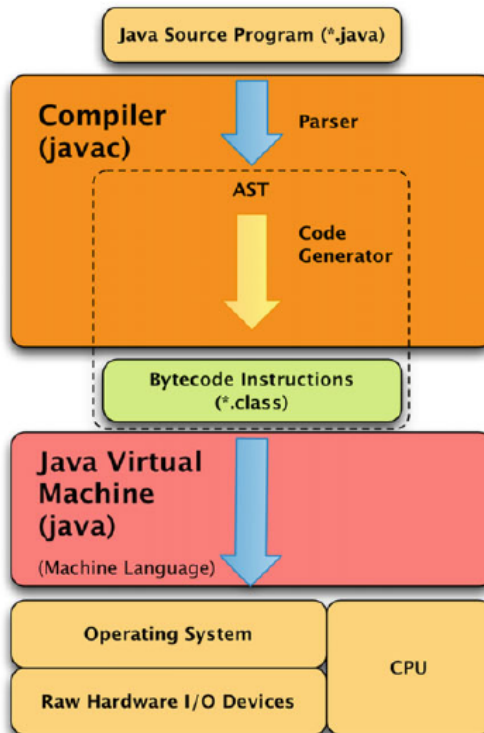 Java Source Program (*.java)
Compiler
(javac)
Parser
AST
Code
Generator
Bytecode Instructions
(*.class)
Java Virtual
Machine
(java)
(Machine Language)
Operating System
CPU
Raw Hardware I/O Devices